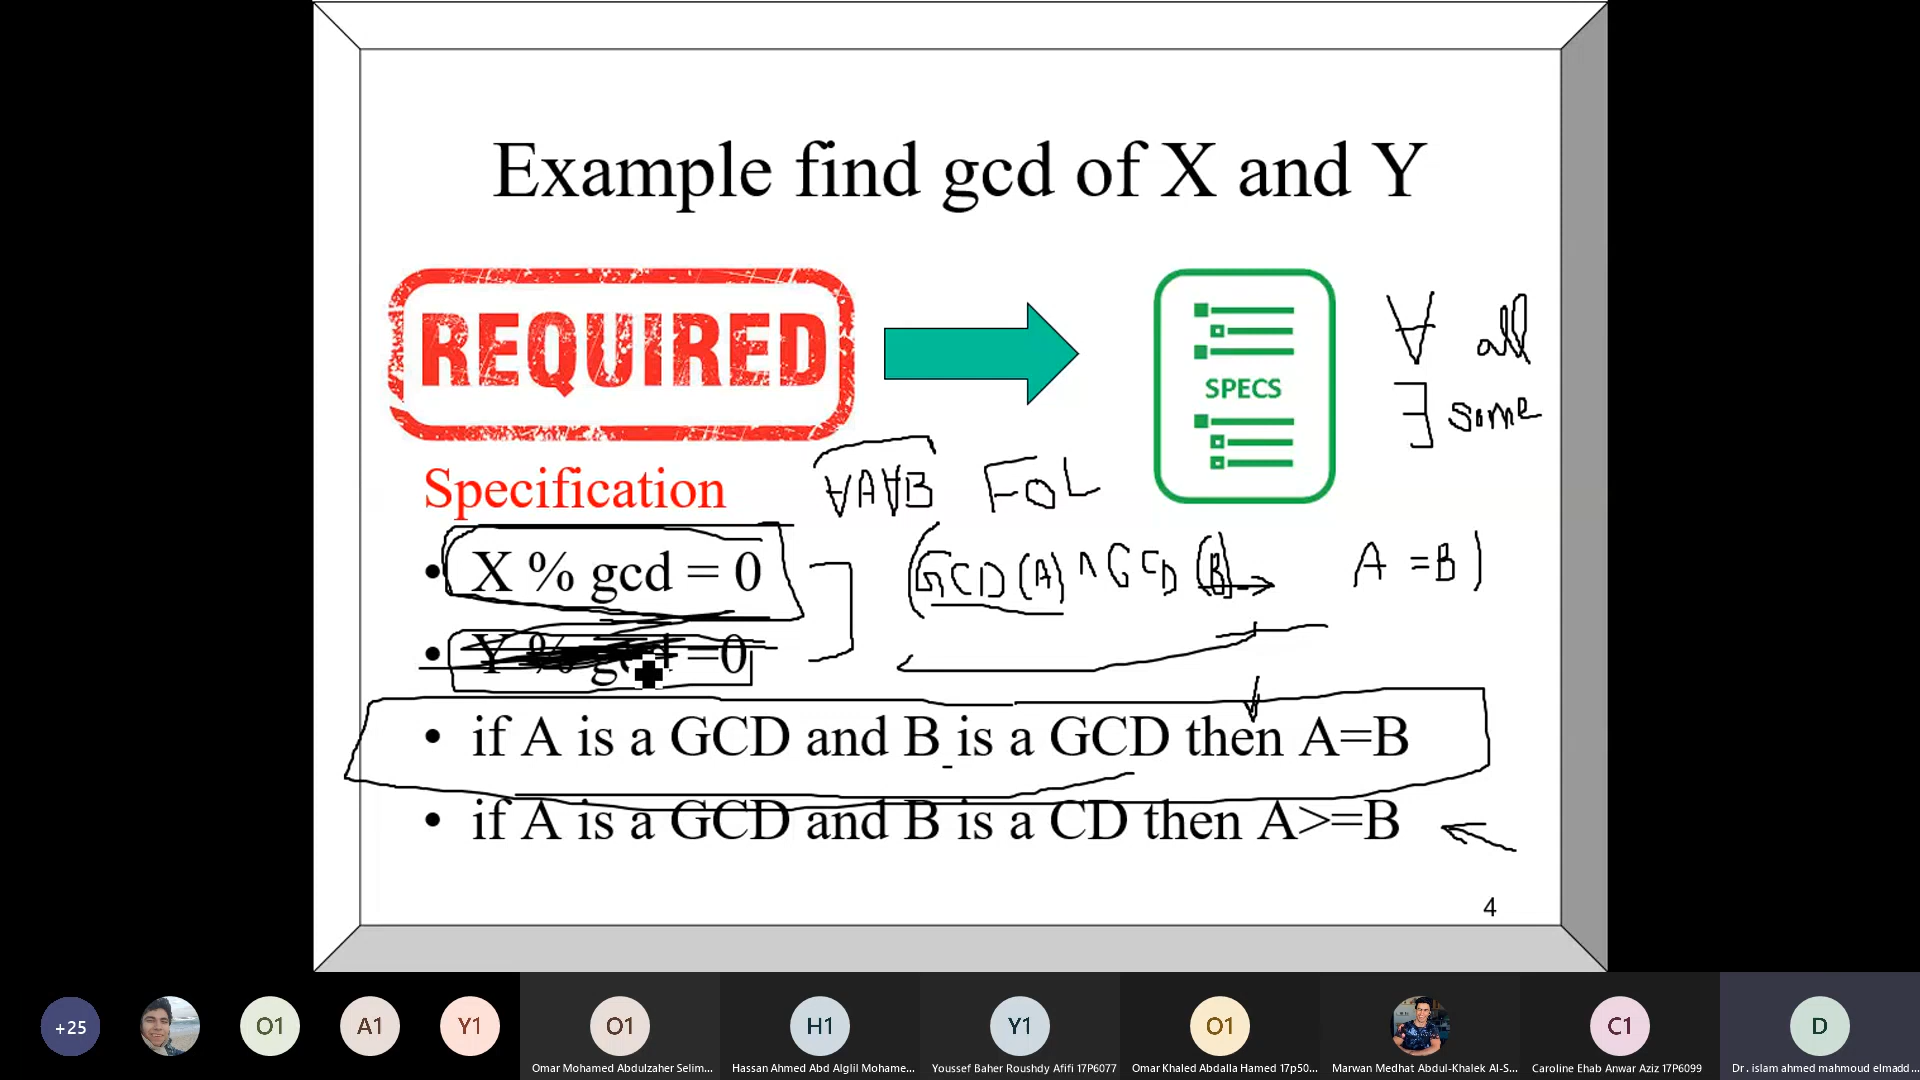 Example find gcd of X and Y
REQUIRED
SPECS
∀ all
∃ some
Specification
∀A∀B FOL
• X % gcd = 0
(GCD(A) ∧ GCD(B) → A = B)
• Y % gcd =0
• if A is a GCD and B is a GCD then A=B
• if A is a GCD and B is a CD then A>=B
4
+25
O1
A1
Y1
O1
H1
Y1
O1
C1
D
Omar Mohamed Abdulzaher Selim...
Hassan Ahmed Abd Alglil Mohame...
Youssef Baher Roushdy Afifi 17P6077
Omar Khaled Abdalla Hamed 17p50...
Marwan Medhat Abdul-Khalek Al-S...
Caroline Ehab Anwar Aziz 17P6099
Dr. islam ahmed mahmoud elmadd...